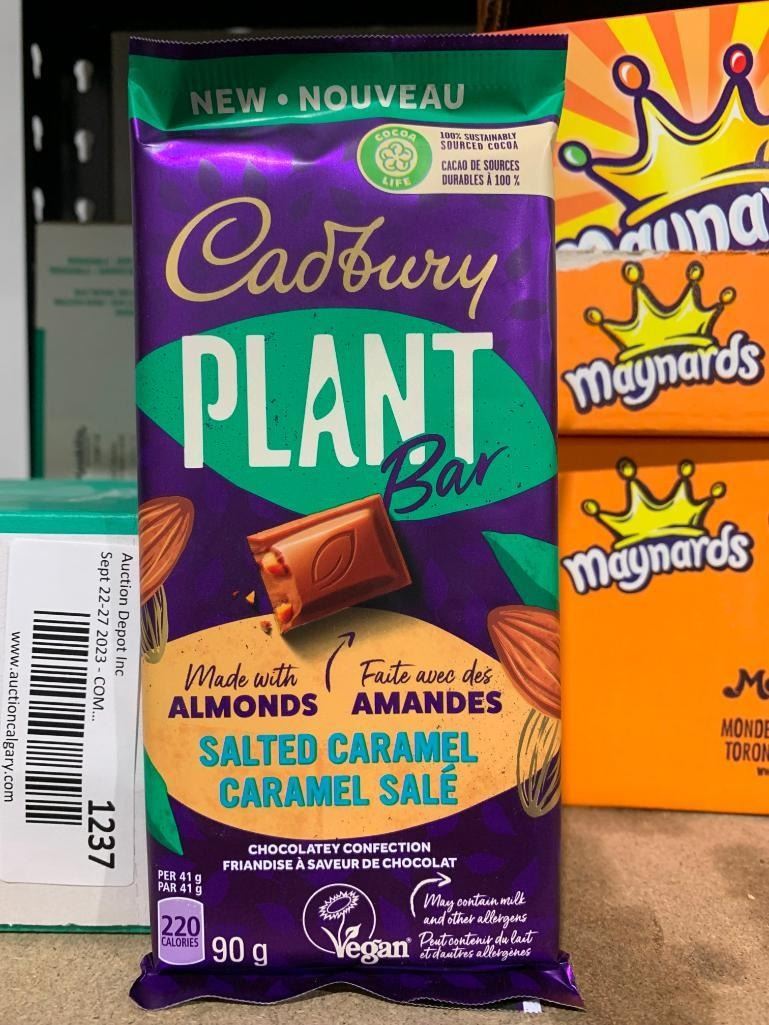 NEW • NOUVEAU
COCOA
LIFE
100% SUSTAINABLY
SOURCED COCOA
CACAO DE SOURCES
DURABLES À 100 %
Cadbury
PLANT
Bar
Made with
ALMONDS
Faite avec des
AMANDES
SALTED CARAMEL
CARAMEL SALÉ
CHOCOLATEY CONFECTION
FRIANDISE À SAVEUR DE CHOCOLAT
PER 41 g
PAR 41 g
220
CALORIES
90 g
Vegan
May contain milk
and other allergens
Peut contenir du lait
et d'autres allergènes
maynards
maynards
Auction Depot Inc
Sept 22-27 2023 - COM...
1237
www.auctioncalgary.com